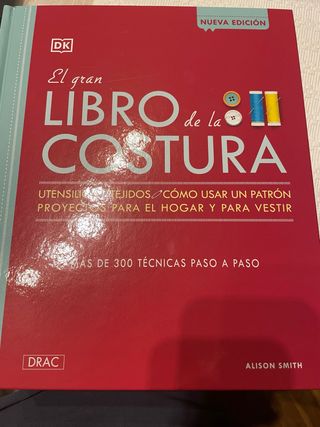 NUEVA EDICIÓN
DK
El gran
LIBRO de la
COSTURA
TEJIDOS, CÓMO USAR UN PATRÓN
PROYECTOS PARA EL HOGAR Y PARA VESTIR
MÁS DE 300 TÉCNICAS PASO A PASO
DRAC
ALISON SMITH